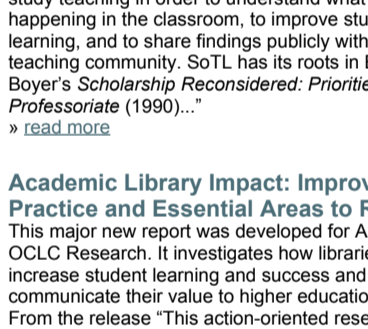 study teaching in order to understand what
happening in the classroom, to improve stu
learning, and to share findings publicly with
teaching community. SoTL has its roots in
Boyer's Scholarship Reconsidered: Prioritie
Professoriate (1990)..."
» read more
Academic Library Impact: Improv
Practice and Essential Areas to R
This major new report was developed for A
OCLC Research. It investigates how librarie
increase student learning and success and
communicate their value to higher educatio
From the release “This action-oriented rese